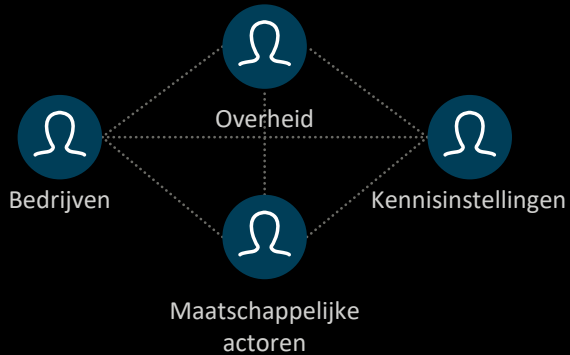 Overheid
Bedrijven
Kennisinstellingen
Maatschappelijke
actoren